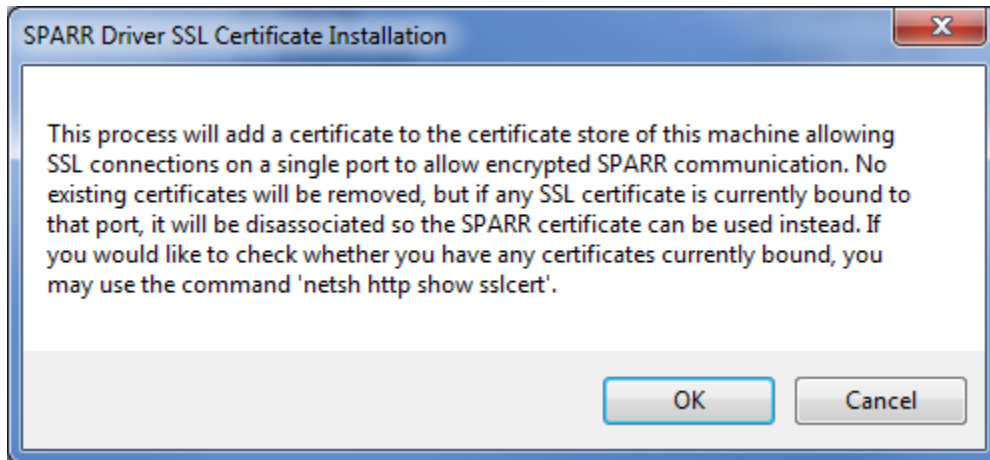 SPARR Driver SSL Certificate Installation
This process will add a certificate to the certificate store of this machine allowing
SSL connections on a single port to allow encrypted SPARR communication. No
existing certificates will be removed, but if any SSL certificate is currently bound to
that port, it will be disassociated so the SPARR certificate can be used instead. If
you would like to check whether you have any certificates currently bound, you
may use the command 'netsh http show sslcert'.
OK
Cancel